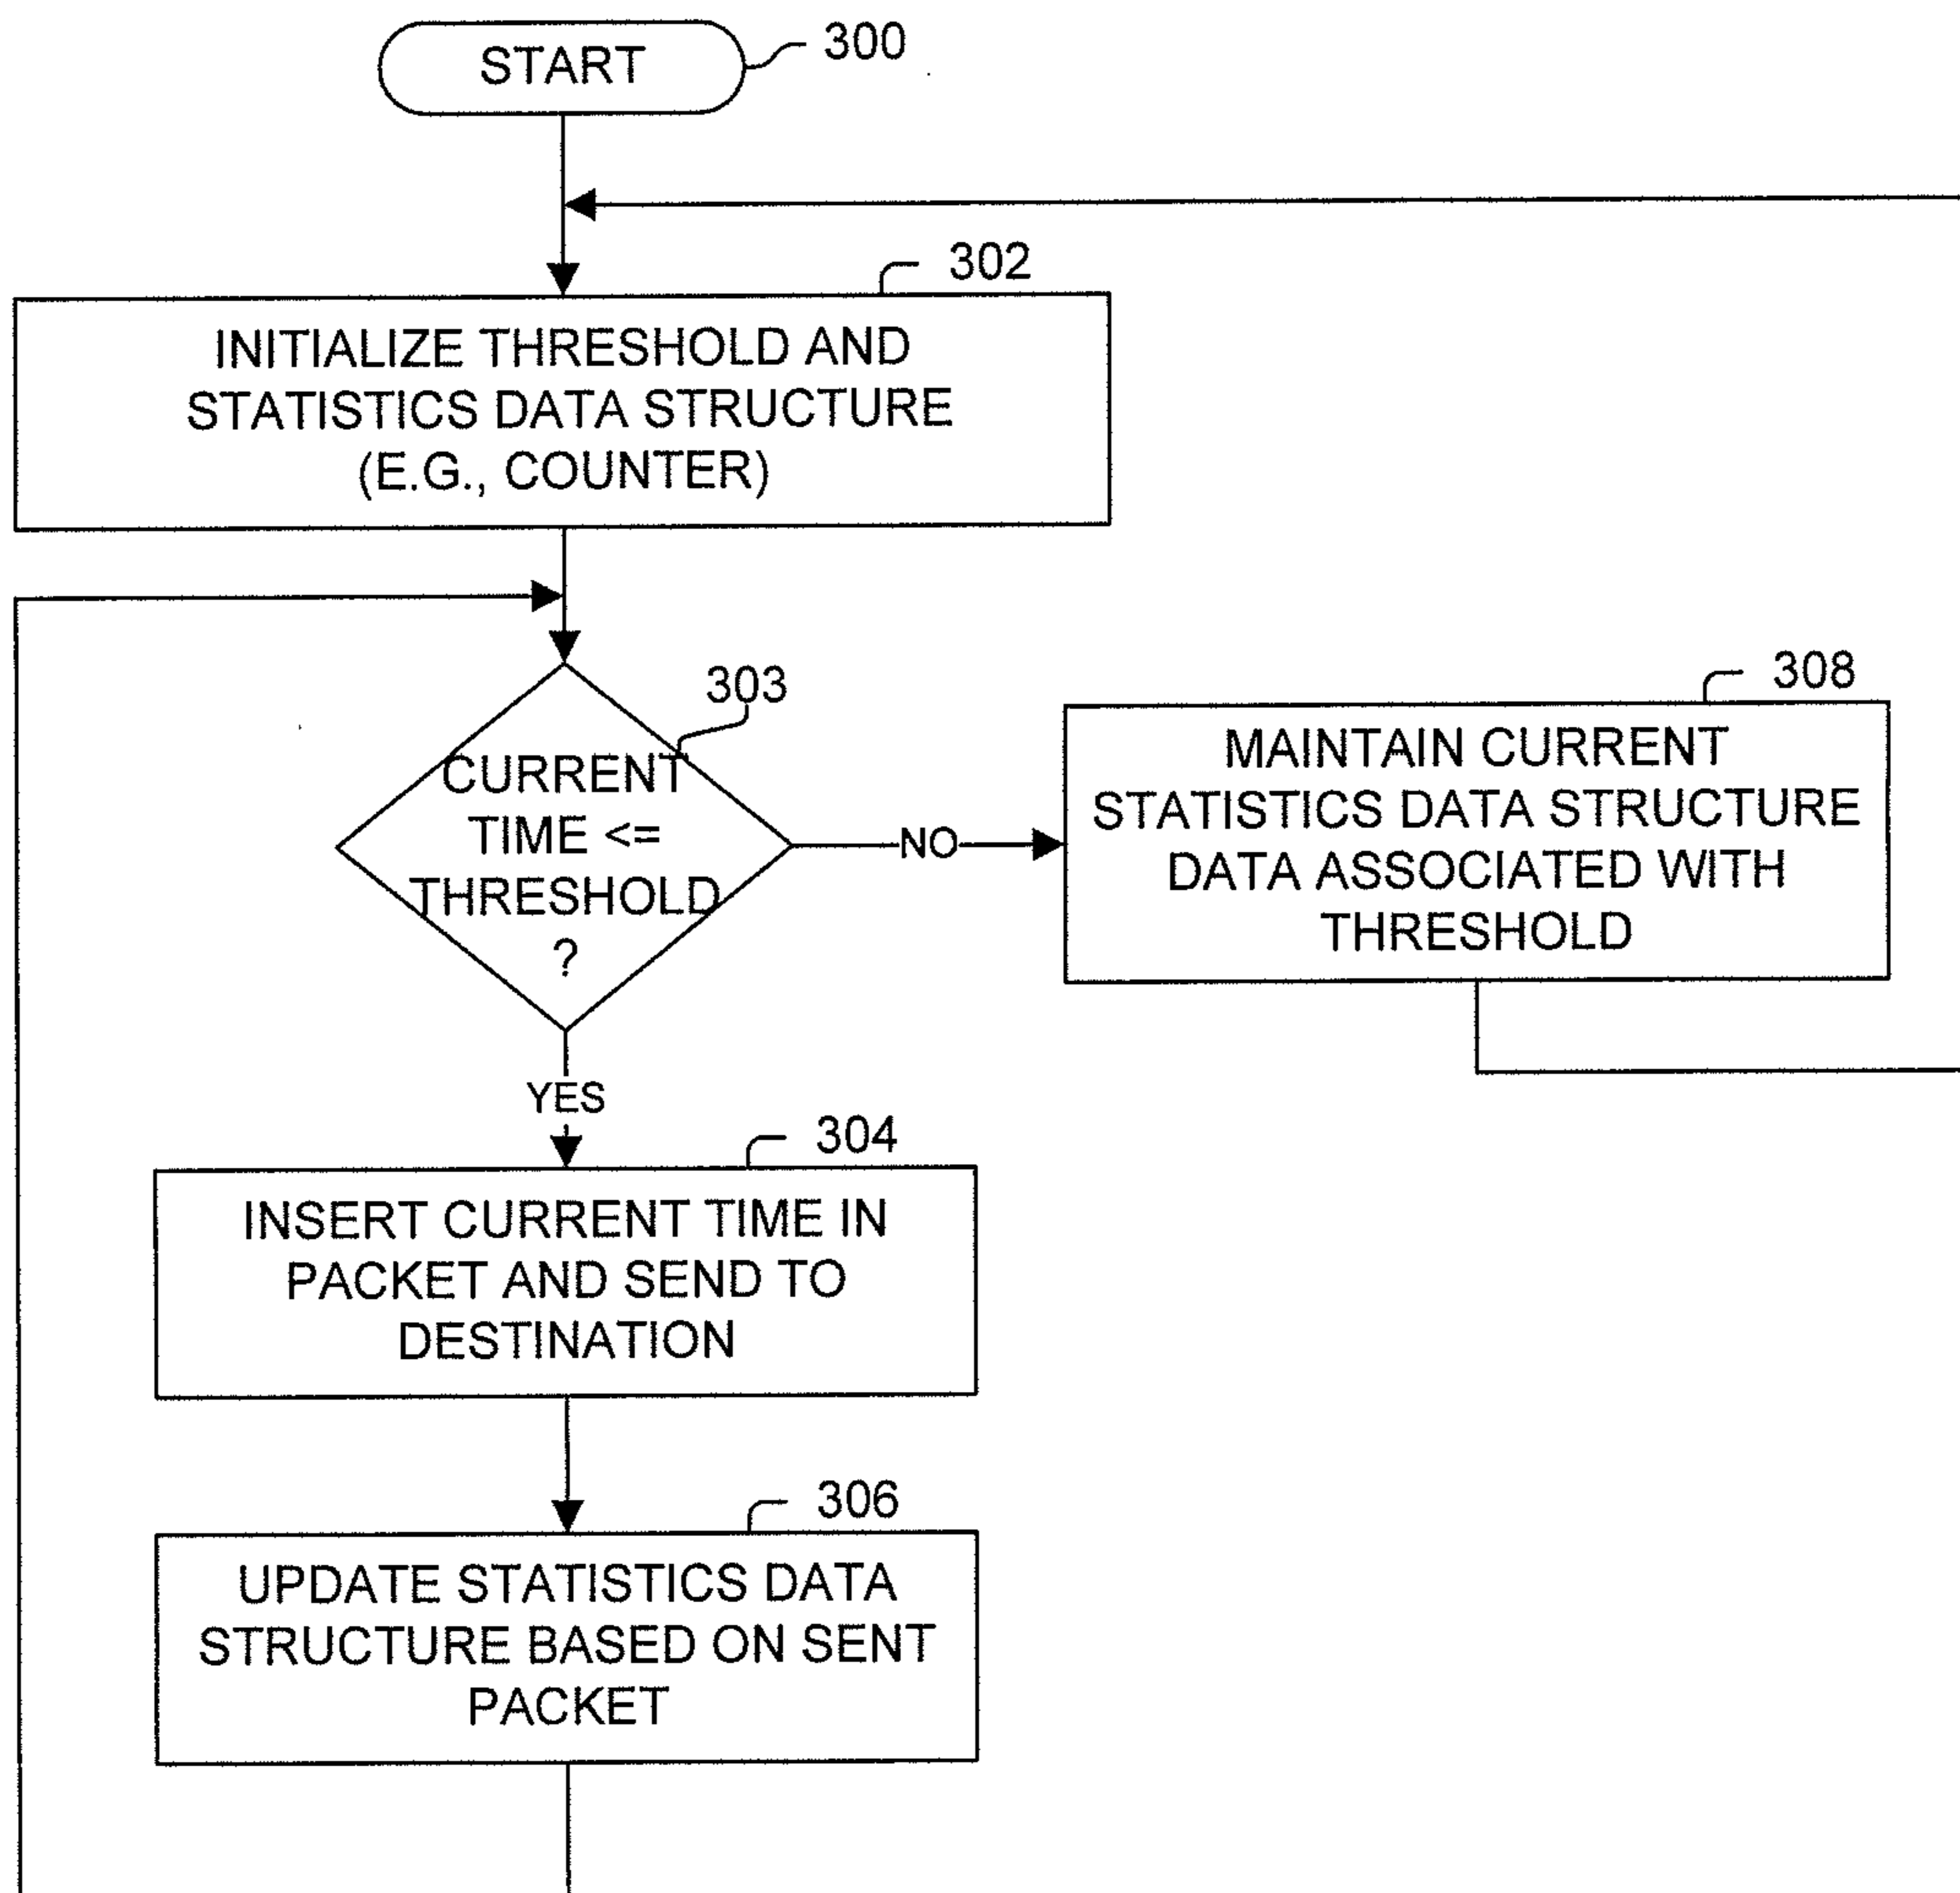 START
300
302
INITIALIZE THRESHOLD AND
STATISTICS DATA STRUCTURE
(E.G., COUNTER)
303
CURRENT
TIME <=
THRESHOLD
?
NO
308
MAINTAIN CURRENT
STATISTICS DATA STRUCTURE
DATA ASSOCIATED WITH
THRESHOLD
YES
304
INSERT CURRENT TIME IN
PACKET AND SEND TO
DESTINATION
306
UPDATE STATISTICS DATA
STRUCTURE BASED ON SENT
PACKET